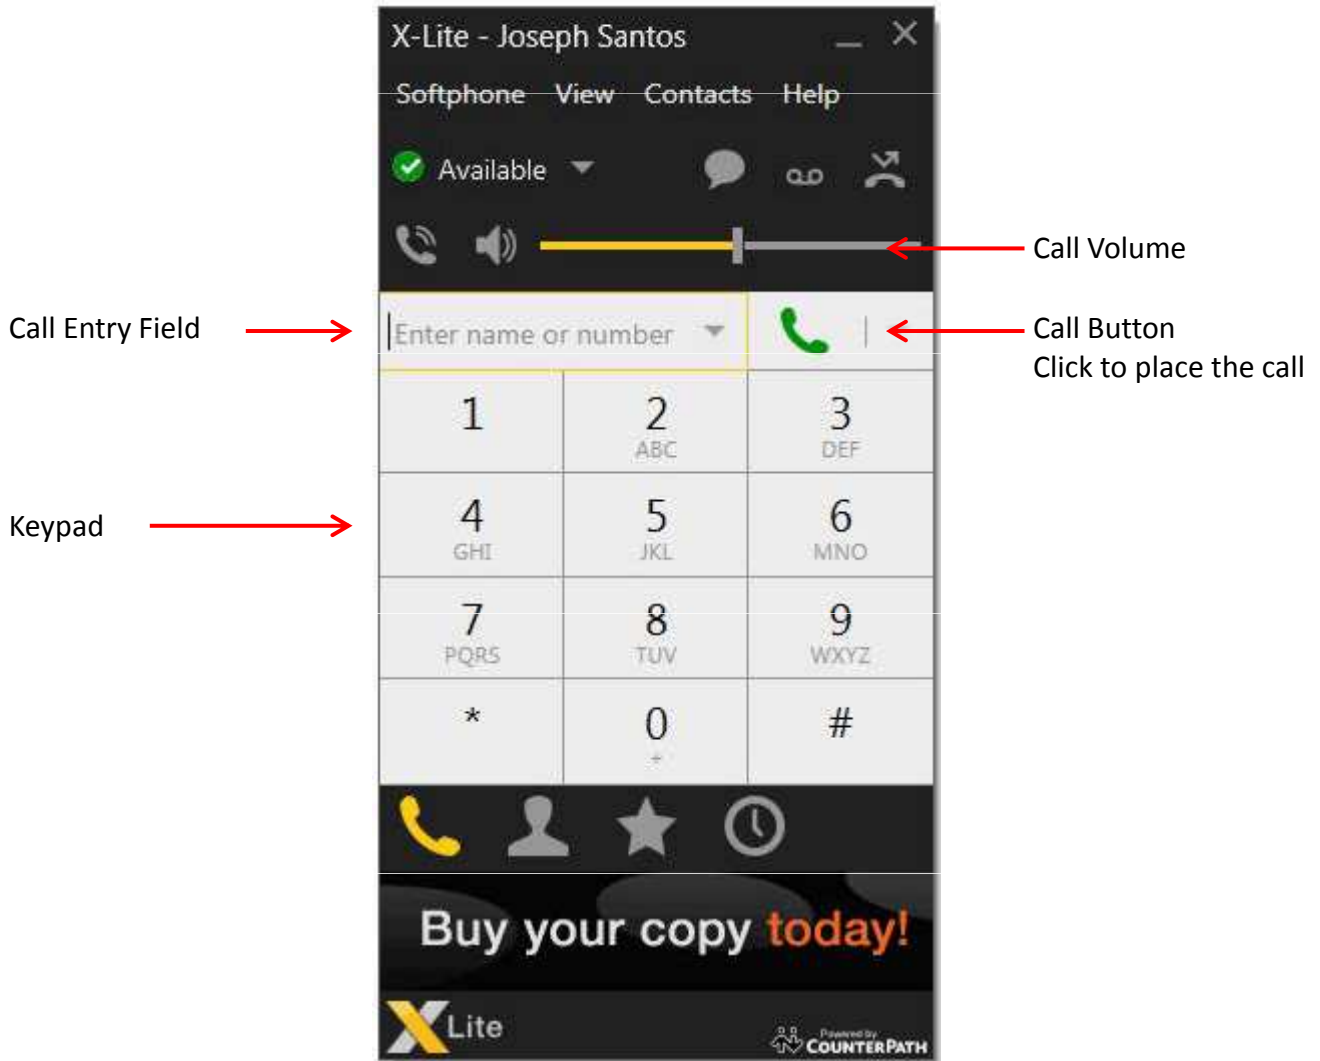 X-Lite - Joseph Santos
Softphone View Contacts Help
Available
Call Volume
Call Entry Field
Enter name or number
Call Button
Click to place the call
1
2
ABC
3
DEF
Keypad
4
GHI
5
JKL
6
MNO
7
PQRS
8
TUV
9
WXYZ
*
0
+
#
Buy your copy today!
X Lite
Powered by
COUNTERPATH